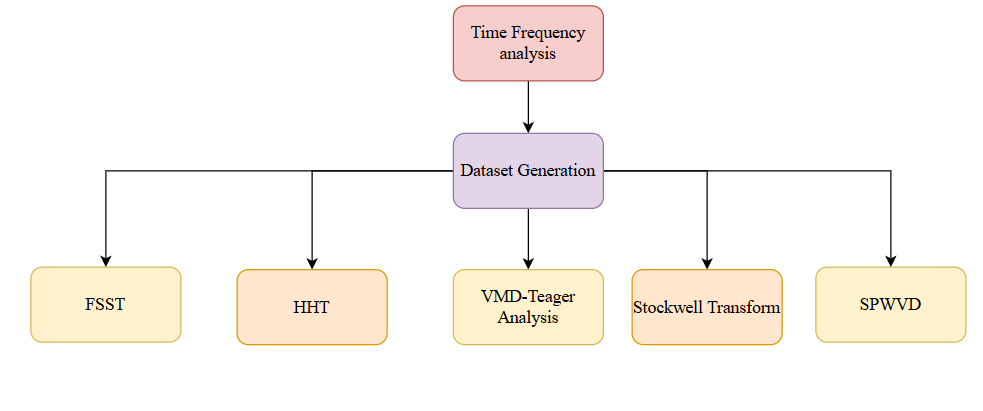 Time Frequency
analysis
Dataset Generation
FSST
HHT
VMD-Teager
Analysis
Stockwell Transform
SPWVD